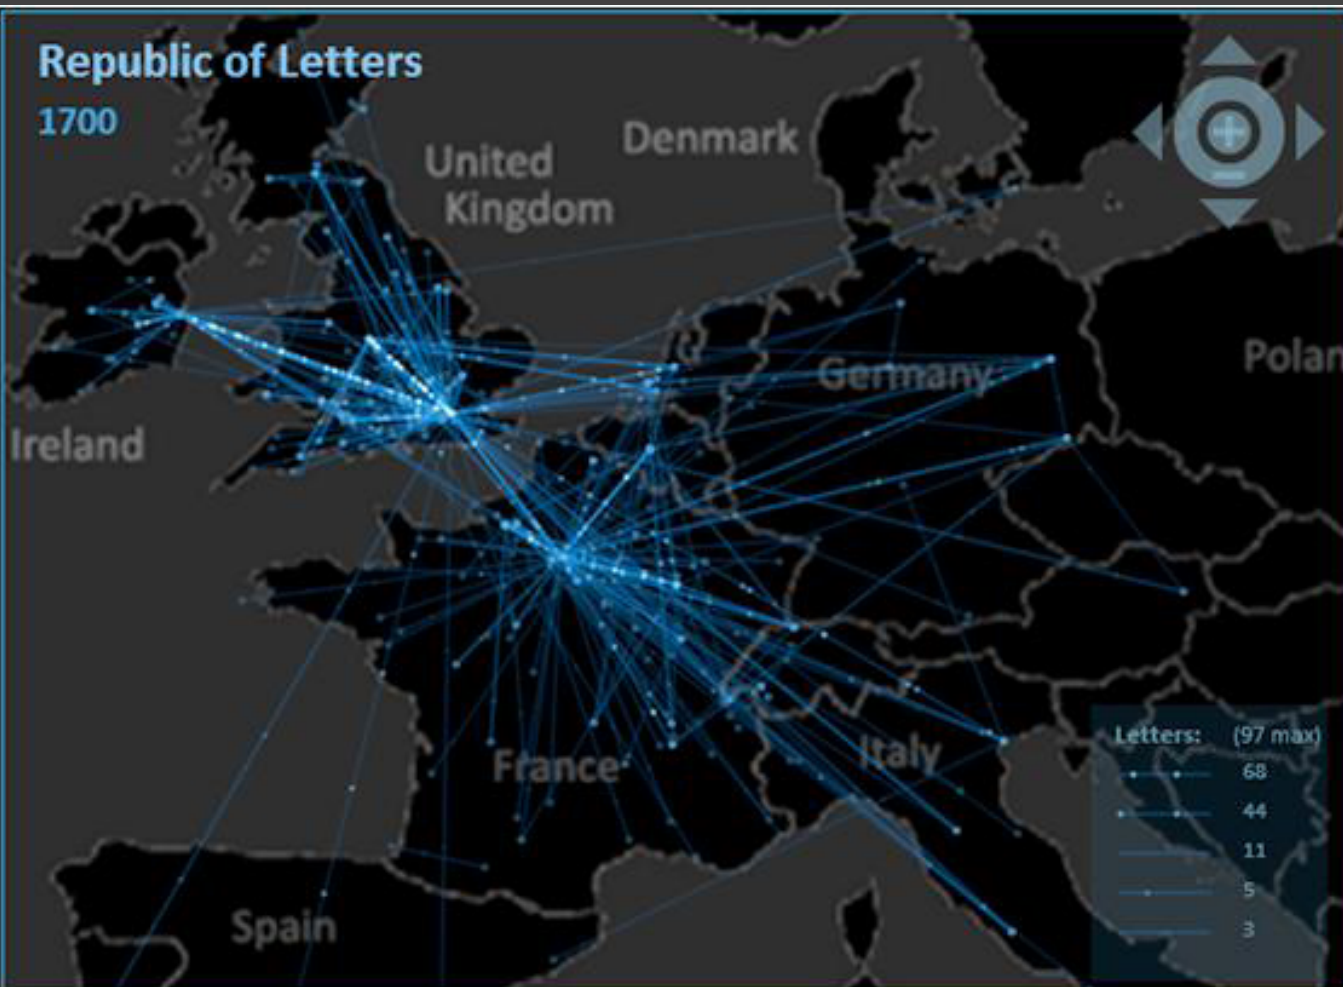 Republic of Letters
1700
United
Kingdom
Denmark
Germany
Polan
Ireland
France
Italy
Spain
Letters: (97 max)
68
44
11
5
3